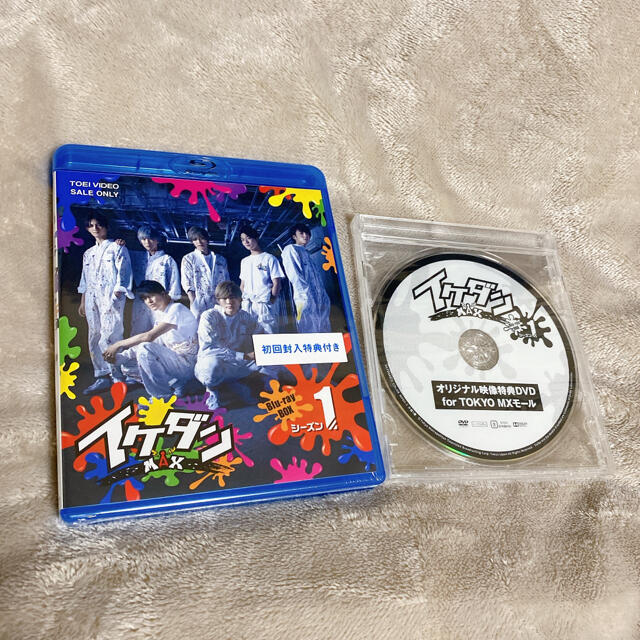 TOEI VIDEO
SALE ONLY
初回封入特典付き
Blu-ray
BOX
シーズン1
イケダン
MAX
イケダン
MAX
オリジナル映像特典DVD
for TOKYO MXモール